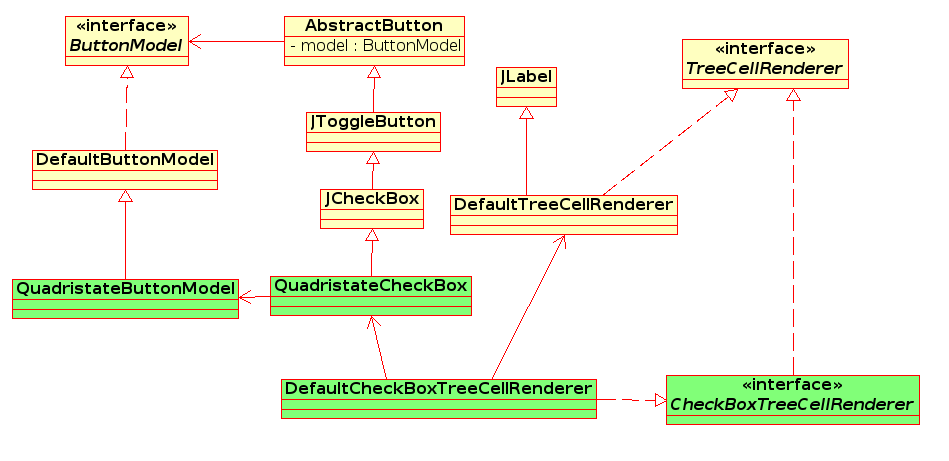 «interface»
ButtonModel
AbstractButton
- model : ButtonModel
«interface»
TreeCellRenderer
JLabel
JToggleButton
DefaultButtonModel
JCheckBox
DefaultTreeCellRenderer
QuadristateButtonModel
QuadristateCheckBox
DefaultCheckBoxTreeCellRenderer
«interface»
CheckBoxTreeCellRenderer